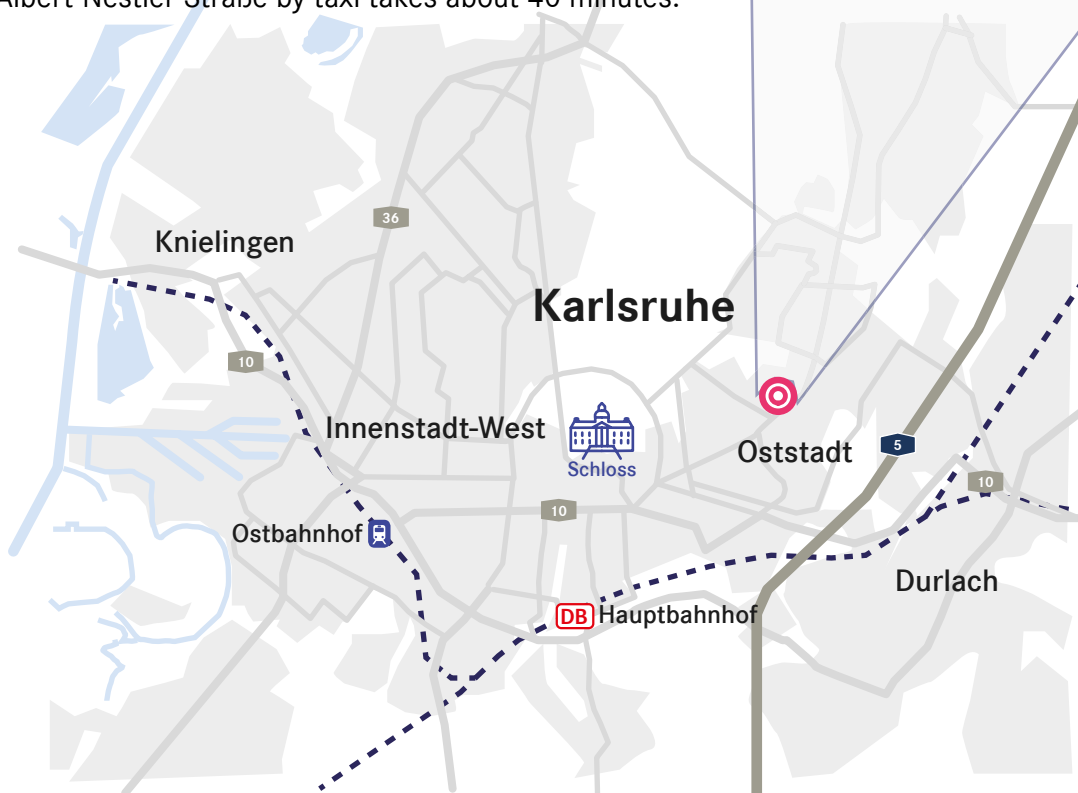 Albert-Nestler-Straße by taxi takes about 40 minutes.
36
Knielingen
Karlsruhe
10
Innenstadt-West
Schloss
Oststadt
5
10
10
Ostbahnhof
Durlach
DB Hauptbahnhof